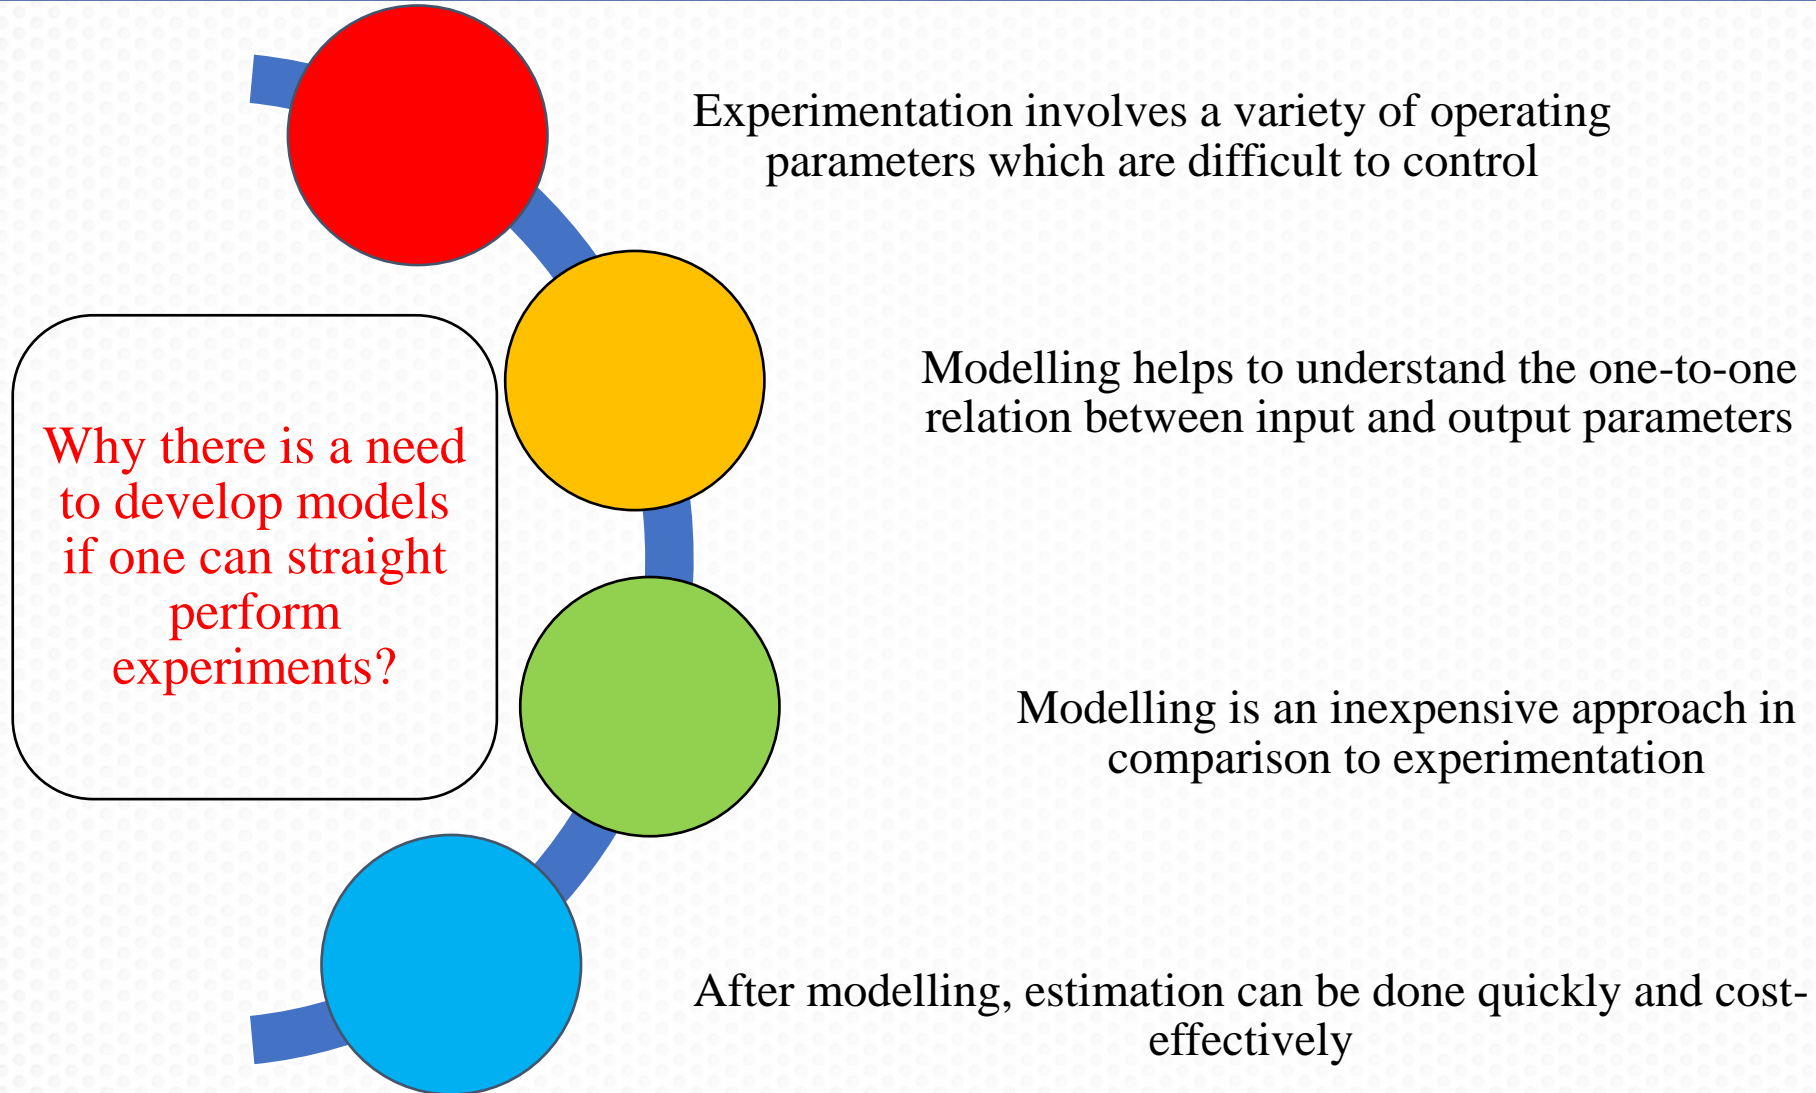 Experimentation involves a variety of operating
parameters which are difficult to control
Modelling helps to understand the one-to-one
relation between input and output parameters
Why there is a need
to develop models
if one can straight
perform
experiments?
Modelling is an inexpensive approach in
comparison to experimentation
After modelling, estimation can be done quickly and cost-
effectively